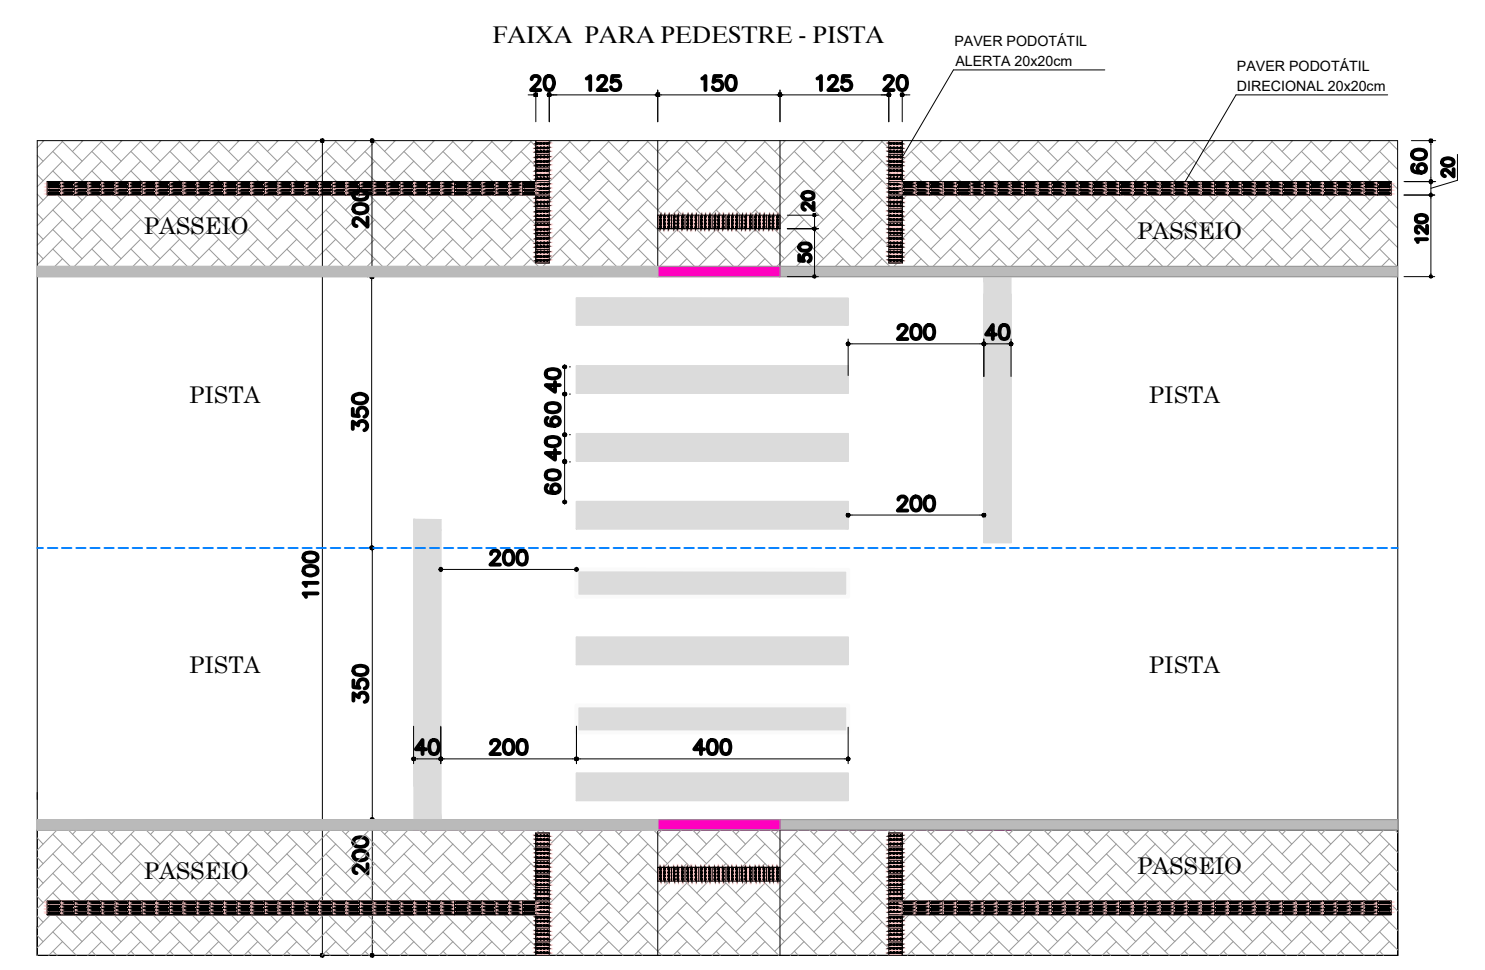 FAIXA PARA PEDESTRE - PISTA
PAVER PODOTÁTIL
ALERTA 20x20cm
PAVER PODOTÁTIL
DIRECIONAL 20x20cm
20 125 150 125 20
60
20
120
200
20
50
PASSEIO
PASSEIO
200 40
PISTA
PISTA
350
40
60
40
60
200
200
1100
PISTA
PISTA
350
40 200 400
200
PASSEIO
PASSEIO